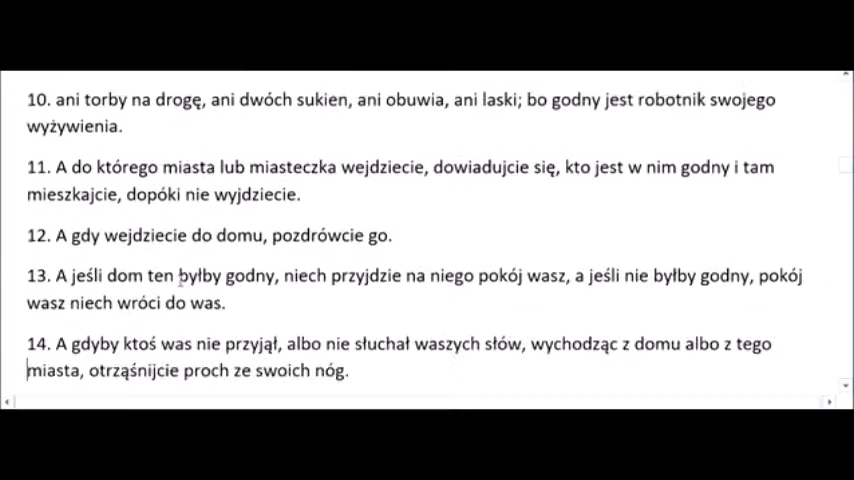 10. ani torby na drogę, ani dwóch sukien, ani obuwia, ani laski; bo godny jest robotnik swojego
wyżywienia.
11. A do którego miasta lub miasteczka wejdziecie, dowiadujcie się, kto jest w nim godny i tam
mieszkajcie, dopóki nie wyjdziecie.
12. A gdy wejdziecie do domu, pozdrówcie go.
13. A jeśli dom ten byłby godny, niech przyjdzie na niego pokój wasz, a jeśli nie byłby godny, pokój
wasz niech wróci do was.
14. A gdyby ktoś was nie przyjął, albo nie słuchał waszych słów, wychodząc z domu albo z tego
miasta, otrząśnijcie proch ze swoich nóg.